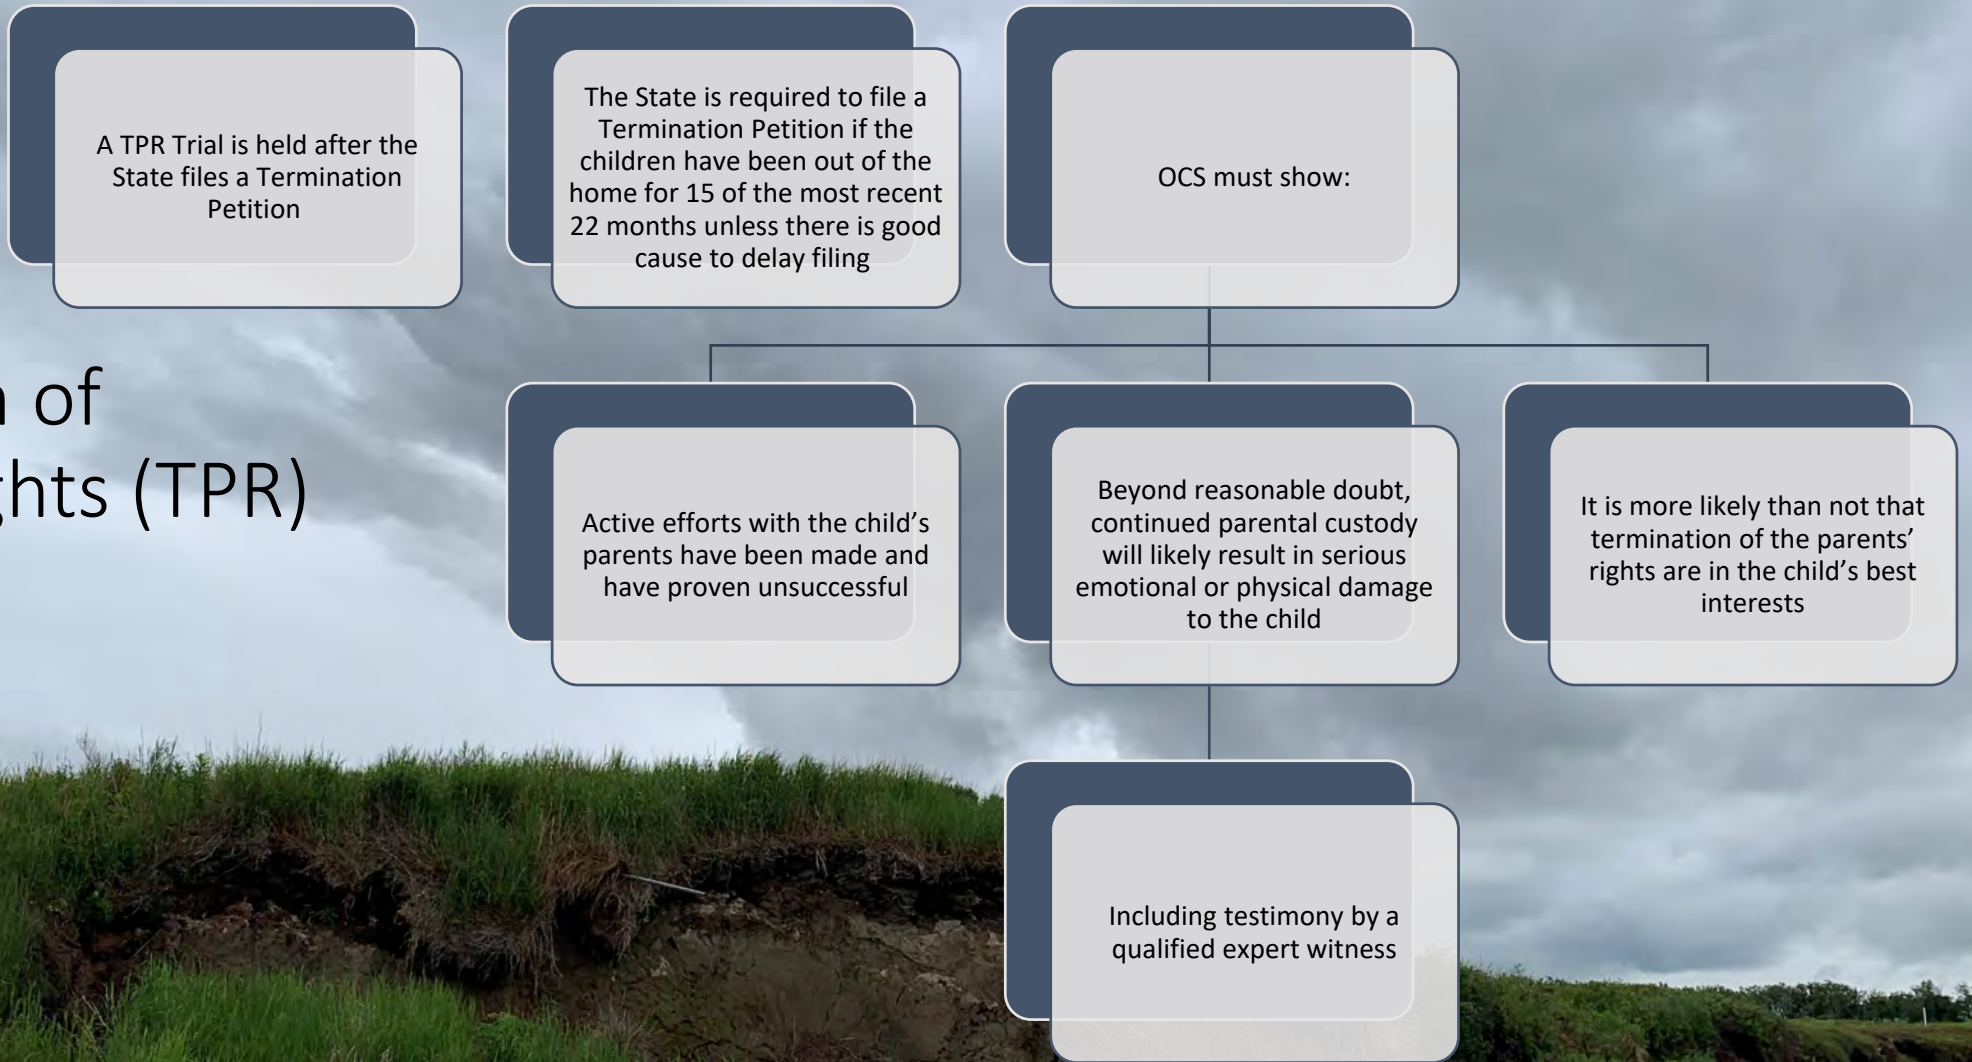 A TPR Trial is held after the
State files a Termination
Petition
The State is required to file a
Termination Petition if the
children have been out of the
home for 15 of the most recent
22 months unless there is good
cause to delay filing
OCS must show:
of
(TPR)
Active efforts with the child’s
parents have been made and
have proven unsuccessful
Beyond reasonable doubt,
continued parental custody
will likely result in serious
emotional or physical damage
to the child
It is more likely than not that
termination of the parents’
rights are in the child’s best
interests
Including testimony by a
qualified expert witness